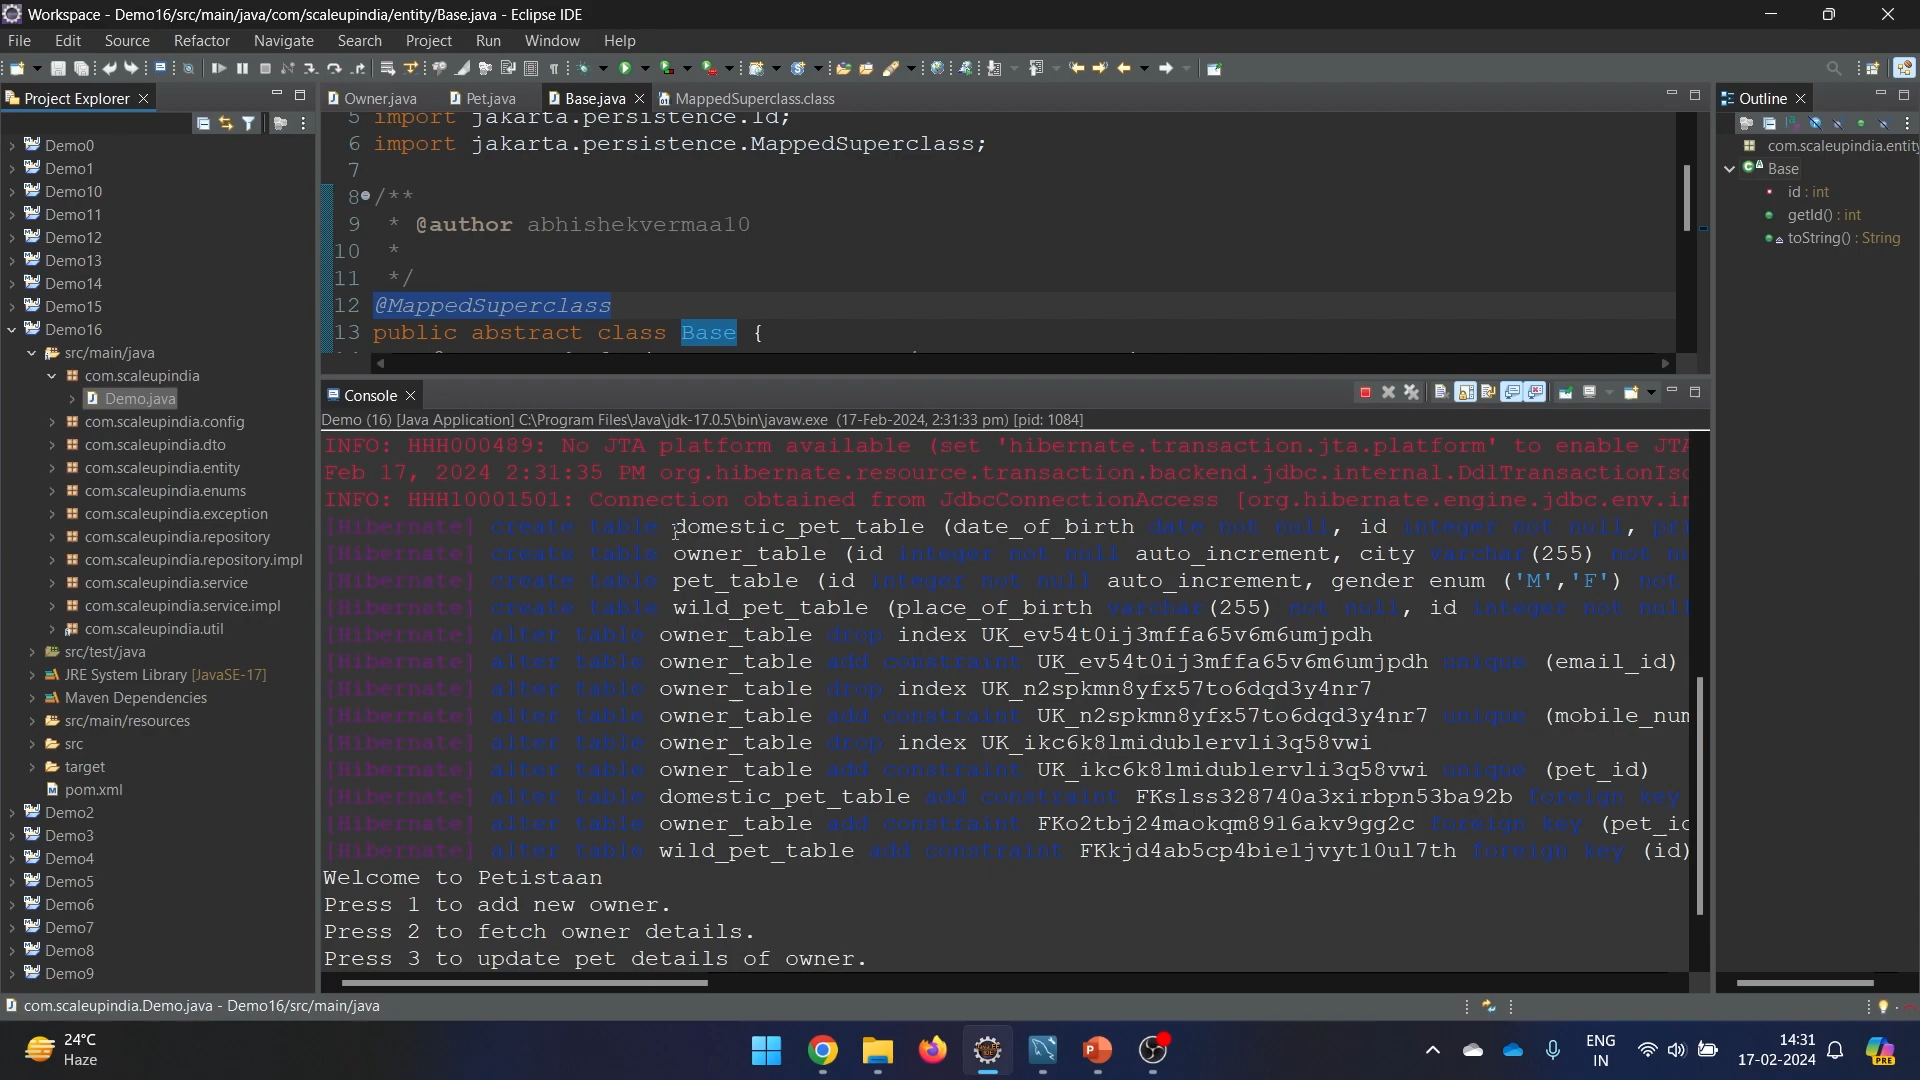 Workspace - Demo16/src/main/java/com/scaleupindia/entity/Base.java - Eclipse IDE
File Edit Source Refactor Navigate Search Project Run Window Help
Project Explorer
Demo0
Demo1
Demo10
Demo11
Demo12
Demo13
Demo14
Demo15
Demo16
src/main/java
com.scaleupindia
Demo.java
com.scaleupindia.config
com.scaleupindia.dto
com.scaleupindia.entity
com.scaleupindia.enums
com.scaleupindia.exception
com.scaleupindia.repository
com.scaleupindia.repository.impl
com.scaleupindia.service
com.scaleupindia.service.impl
com.scaleupindia.util
src/test/java
JRE System Library [JavaSE-17]
Maven Dependencies
src/main/resources
src
target
pom.xml
Demo2
Demo3
Demo4
Demo5
Demo6
Demo7
Demo8
Demo9
Owner.java Pet.java Base.java MappedSuperclass.class
5 import jakarta.persistence.Id;
6 import jakarta.persistence.MappedSuperclass;
7
8 /**
9 * @author abhishekvermaa10
10 *
11 */
12 @MappedSuperclass
13 public abstract class Base {
Console
Demo (16) [Java Application] C:\Program Files\Java\jdk-17.0.5\bin\javaw.exe (17-Feb-2024, 2:31:33 pm) [pid: 1084]
INFO: HHH000489: No JTA platform available (set 'hibernate.transaction.jta.platform' to enable JTA
Feb 17, 2024 2:31:35 PM org.hibernate.resource.transaction.backend.jdbc.internal.DdlTransactionIso
INFO: HHH10001501: Connection obtained from JdbcConnectionAccess [org.hibernate.engine.jdbc.env.in
[Hibernate] create table domestic_pet_table (date_of_birth date not null, id integer not null, pri
[Hibernate] create table owner_table (id integer not null auto_increment, city varchar(255) not nu
[Hibernate] create table pet_table (id integer not null auto_increment, gender enum ('M','F') not
[Hibernate] create table wild_pet_table (place_of_birth varchar(255) not null, id integer not null
[Hibernate] alter table owner_table drop index UK_ev54t0ij3mffa65v6m6umjpdh
[Hibernate] alter table owner_table add constraint UK_ev54t0ij3mffa65v6m6umjpdh unique (email_id)
[Hibernate] alter table owner_table drop index UK_n2spkmn8yfx57to6dqd3y4nr7
[Hibernate] alter table owner_table add constraint UK_n2spkmn8yfx57to6dqd3y4nr7 unique (mobile_num
[Hibernate] alter table owner_table drop index UK_ikc6k8lmidublervli3q58vwi
[Hibernate] alter table owner_table add constraint UK_ikc6k8lmidublervli3q58vwi unique (pet_id)
[Hibernate] alter table domestic_pet_table add constraint FKslss328740a3xirbpn53ba92b foreign key
[Hibernate] alter table owner_table add constraint FKo2tbj24maokqm8916akv9gg2c foreign key (pet_id
[Hibernate] alter table wild_pet_table add constraint FKkjd4ab5cp4bie1jvyt10ul7th foreign key (id)
Welcome to Petistaan
Press 1 to add new owner.
Press 2 to fetch owner details.
Press 3 to update pet details of owner.
Outline
com.scaleupindia.entity
Base
id : int
getId() : int
toString() : String
com.scaleupindia.Demo.java - Demo16/src/main/java
24°C
Haze
ENG
IN
14:31
17-02-2024
PRE